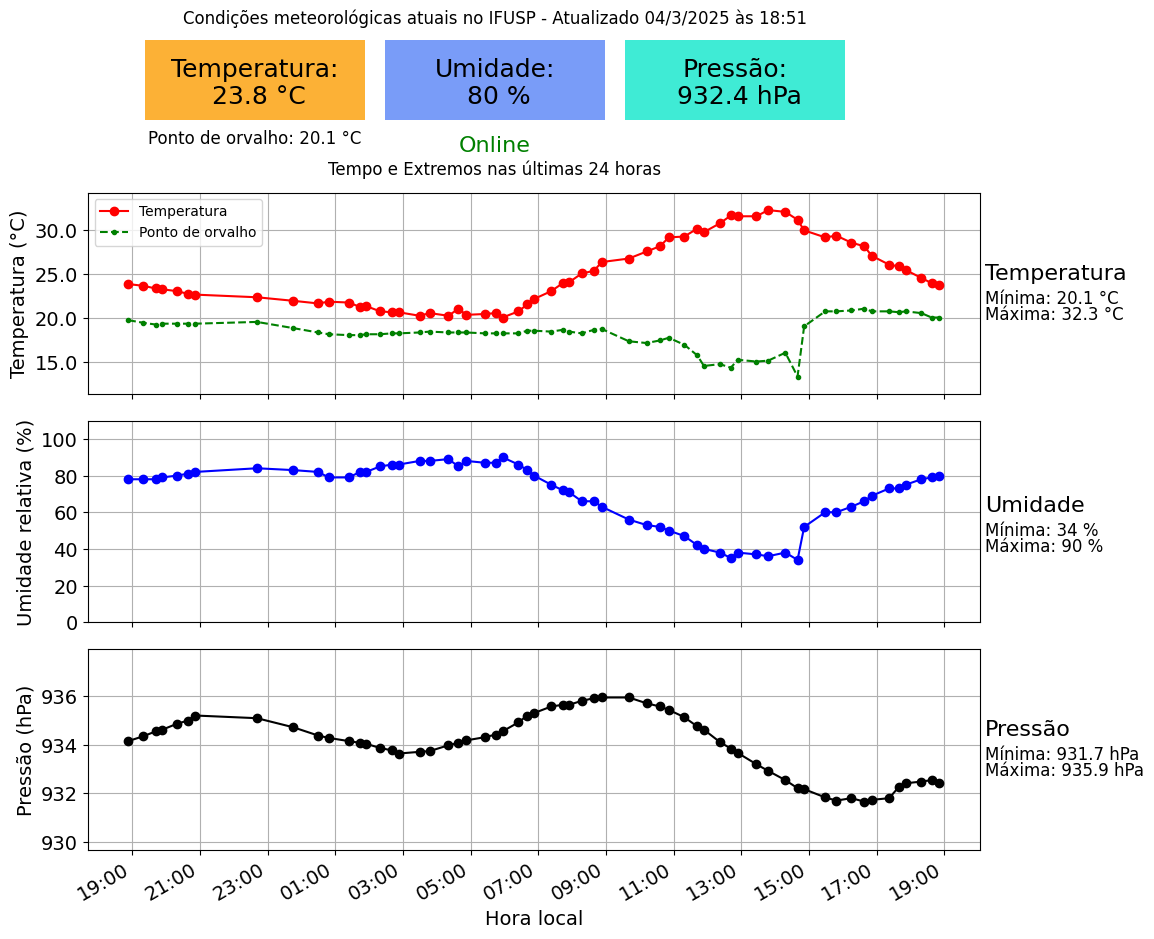 Condições meteorológicas atuais no IFUSP - Atualizado 04/3/2025 às 18:51
Temperatura:
23.8 °C
Umidade:
80 %
Pressão:
932.4 hPa
Ponto de orvalho: 20.1 °C
Online
Tempo e Extremos nas últimas 24 horas
Temperatura (°C)
30.0
25.0
20.0
15.0
Temperatura
Ponto de orvalho
Temperatura
Mínima: 20.1 °C
Máxima: 32.3 °C
Umidade relativa (%)
100
80
60
40
20
0
Umidade
Mínima: 34 %
Máxima: 90 %
Pressão (hPa)
936
934
932
930
Pressão
Mínima: 931.7 hPa
Máxima: 935.9 hPa
19:00
21:00
23:00
01:00
03:00
05:00
07:00
09:00
11:00
13:00
15:00
17:00
19:00
Hora local